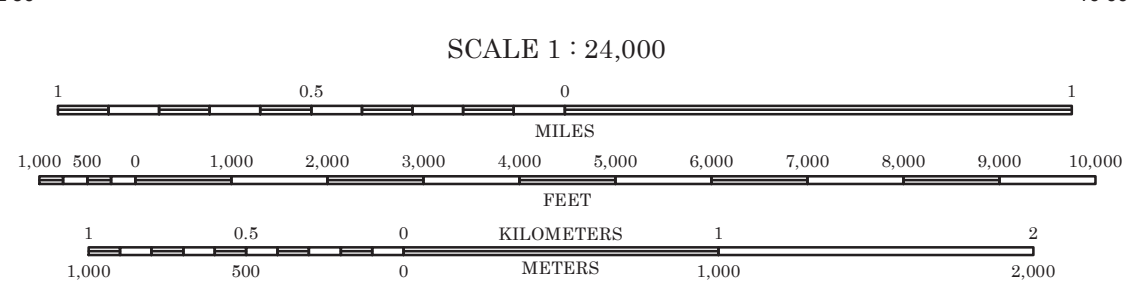 SCALE 1 : 24,000
1 0.5 0 1
MILES
1,000 500 0 1,000 2,000 3,000 4,000 5,000 6,000 7,000 8,000 9,000 10,000
FEET
1 0.5 0 KILOMETERS 1 2
1,000 500 0 METERS 1,000 2,000